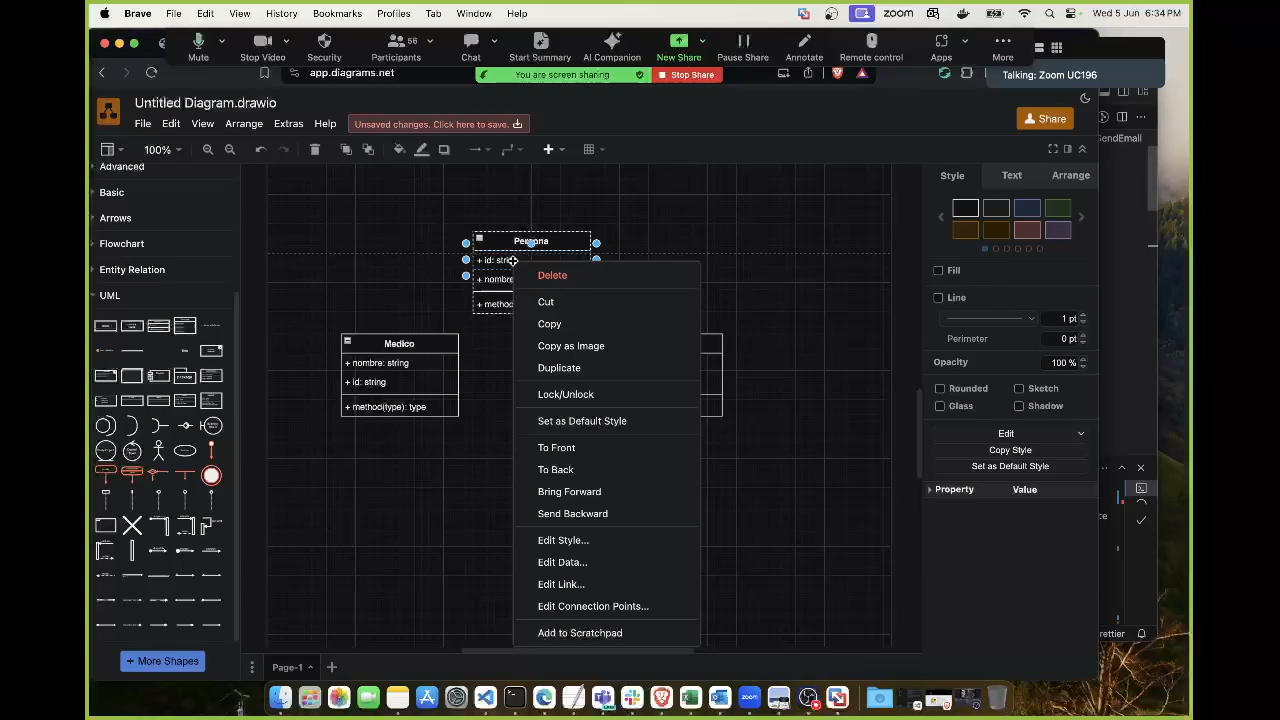 Brave File Edit View History Bookmarks Profiles Tab Window Help
zoom
Wed 5 Jun 6:34 PM
Mute
Stop Video
Security
Participants
56
Chat
Start Summary
AI Companion
New Share
Pause Share
Annotate
Remote control
Apps
More
app.diagrams.net
You are screen sharing
Stop Share
Talking: Zoom UC196
Untitled Diagram.drawio
File Edit View Arrange Extras Help
Unsaved changes. Click here to save.
Share
SendEmail
100%
Advanced
Basic
Arrows
Flowchart
Entity Relation
UML
+ More Shapes
Persona
+ id: string
+ nombre
+ method
Medico
+ nombre: string
+ id: string
+ method(type): type
Delete
Cut
Copy
Copy as Image
Duplicate
Lock/Unlock
Set as Default Style
To Front
To Back
Bring Forward
Send Backward
Edit Style...
Edit Data...
Edit Link...
Edit Connection Points...
Add to Scratchpad
Style
Text
Arrange
Fill
Line
1 pt
Perimeter
0 pt
Opacity
100 %
Rounded
Sketch
Glass
Shadow
Edit
Copy Style
Set as Default Style
Property
Value
Page-1
zoom